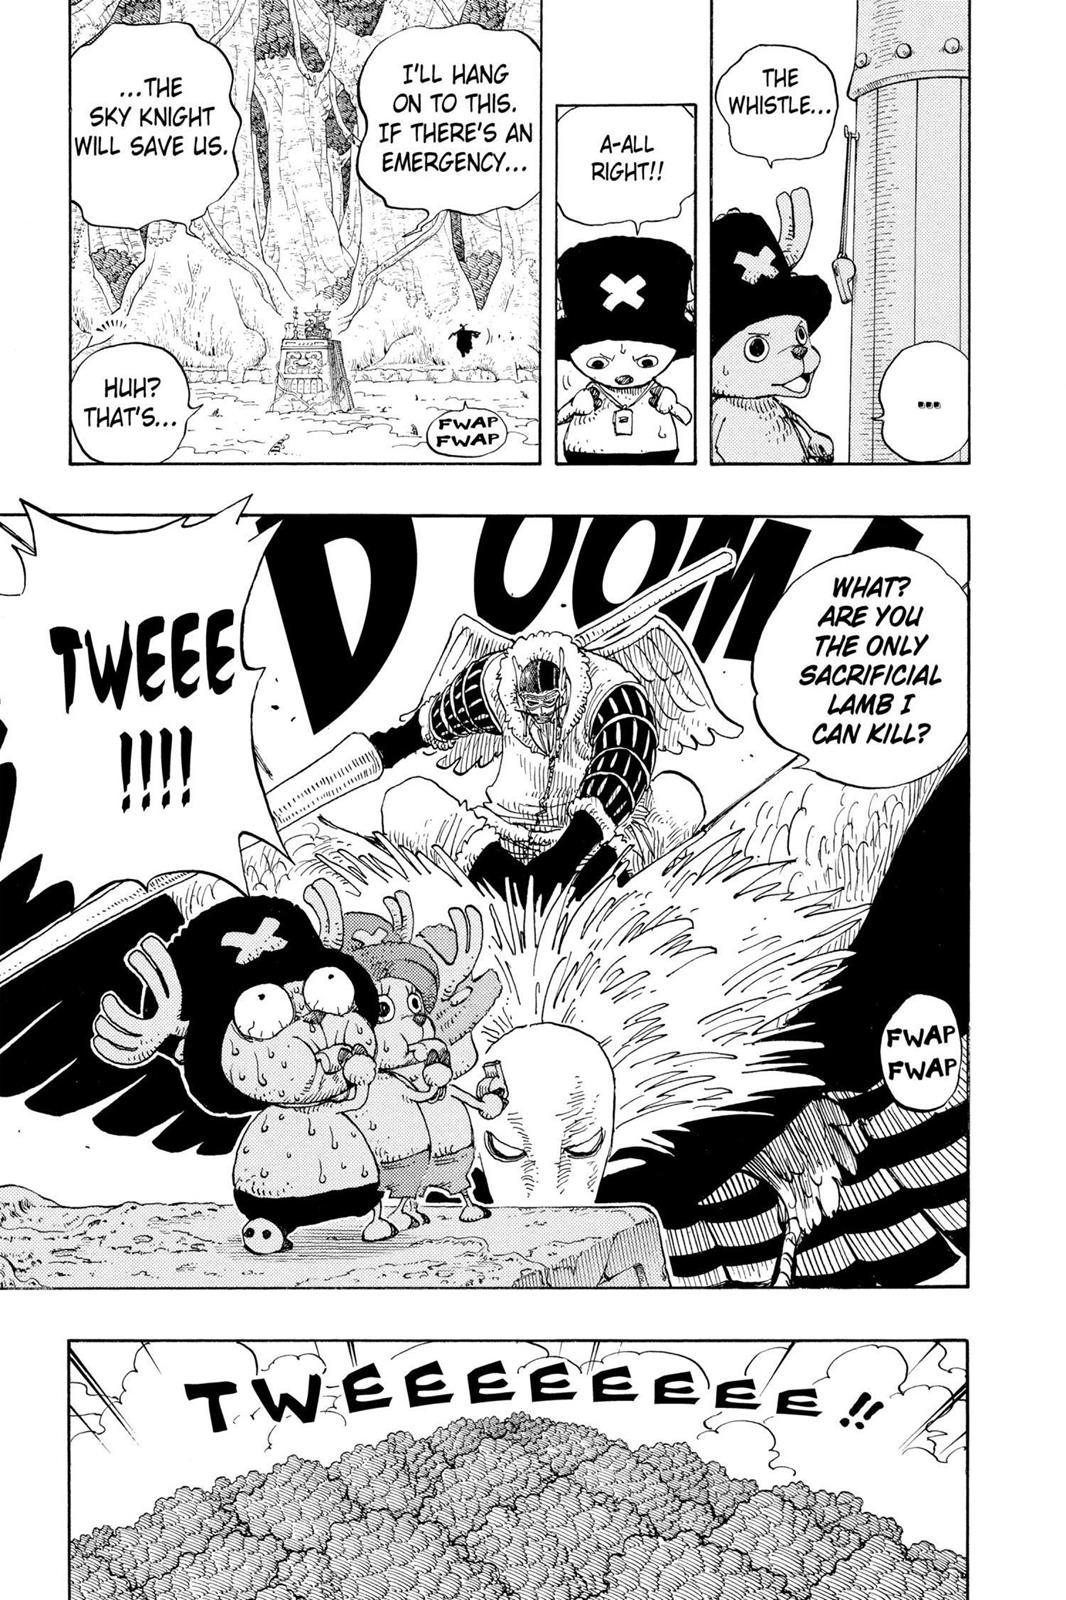 THE
WHISTLE...
...
A-ALL
RIGHT!!
I'LL HANG
ON TO THIS.
IF THERE'S AN
EMERGENCY...
...THE
SKY KNIGHT
WILL SAVE US.
FWAP
FWAP
HUH?
THAT'S...
WHAT?
ARE YOU
THE ONLY
SACRIFICIAL
LAMB I
CAN KILL?
DOOM!
TWEEE
!!!!
FWAP
FWAP
TWEEEEEEEEE!!